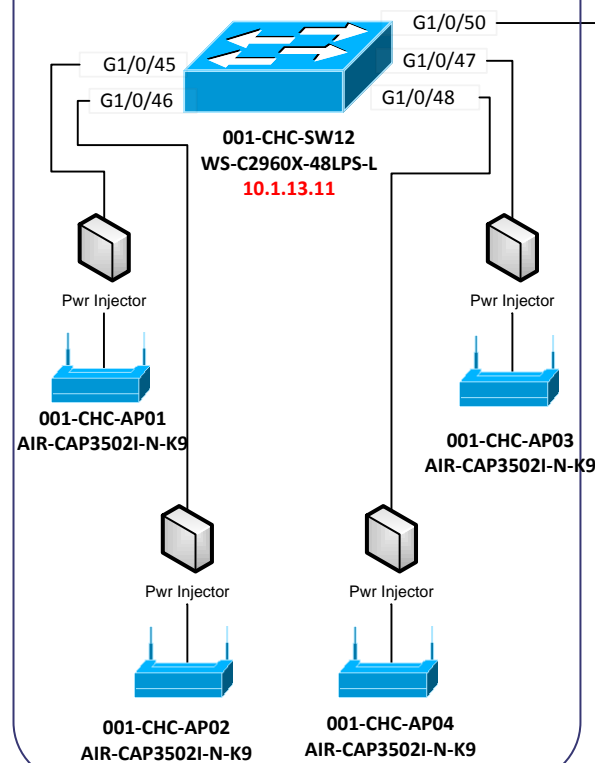 G1/0/50
G1/0/45
G1/0/47
G1/0/46
G1/0/48
001-CHC-SW12
WS-C2960X-48LPS-L
10.1.13.11
Pwr Injector
Pwr Injector
001-CHC-AP01
AIR-CAP3502I-N-K9
001-CHC-AP03
AIR-CAP3502I-N-K9
Pwr Injector
Pwr Injector
001-CHC-AP02
AIR-CAP3502I-N-K9
001-CHC-AP04
AIR-CAP3502I-N-K9